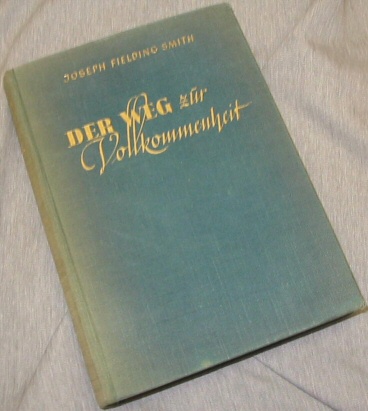 JOSEPH FIELDING SMITH
DER WEG zur
Vollkommenheit